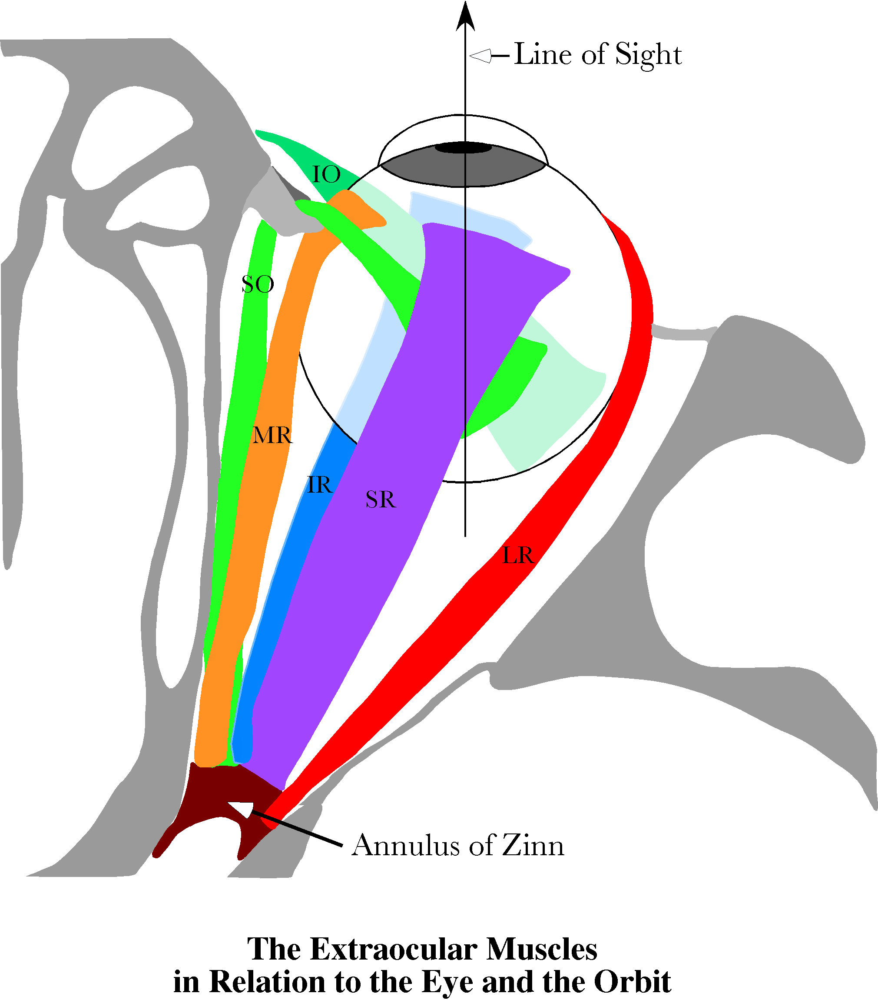 Line of Sight
IO
SO
MR
IR
SR
LR
Annulus of Zinn
The Extraocular Muscles
in Relation to the Eye and the Orbit